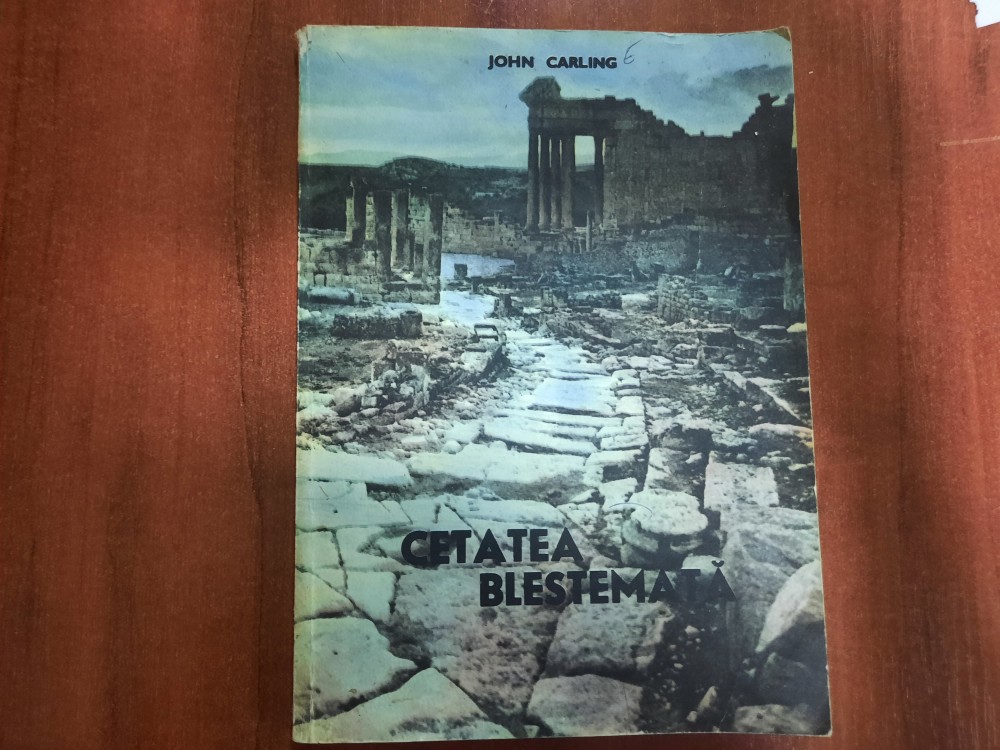 JOHN CARLING
CETATEA
BLESTEMATĂ